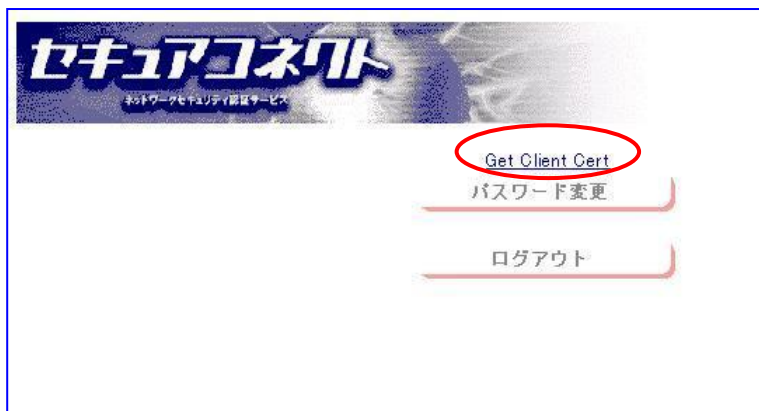 セキュアコネクト
ネットワークセキュリティ認証サービス
Get Client Cert
パスワード変更
ログアウト